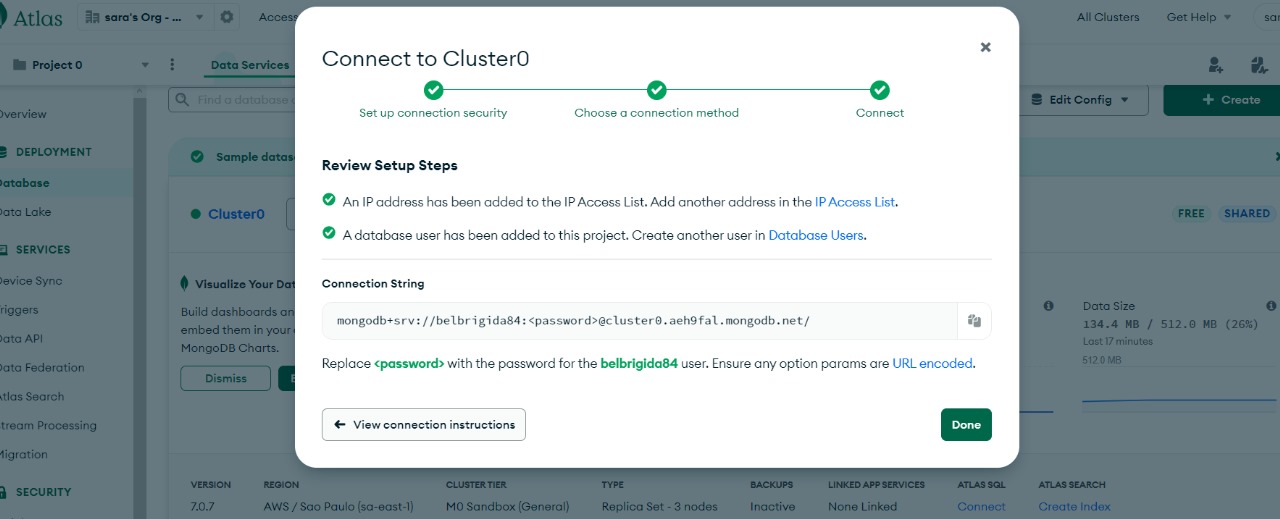 Atlas
sara's Org - ...
Access
All Clusters
Get Help
Project 0
Data Services
Find a database
Edit Config
+ Create
Overview
DEPLOYMENT
Database
Data Lake
SERVICES
Device Sync
Triggers
Data API
Data Federation
Atlas Search
Stream Processing
Migration
SECURITY
Connect to Cluster0
Set up connection security
Choose a connection method
Connect
Review Setup Steps
An IP address has been added to the IP Access List. Add another address in the IP Access List.
A database user has been added to this project. Create another user in Database Users.
Connection String
mongodb+srv://belbrigida84:<password>@cluster0.aeh9fal.mongodb.net/
Replace <password> with the password for the belbrigida84 user. Ensure any option params are URL encoded.
View connection instructions
Done
Sample datas
Cluster0
FREE
SHARED
Visualize Your Dat
Build dashboards an
embed them in your
MongoDB Charts.
Dismiss
Data Size
134.4 MB / 512.0 MB (26%)
Last 17 minutes
512.0 MB
VERSION
REGION
CLUSTER TIER
TYPE
BACKUPS
LINKED APP SERVICES
ATLAS SQL
ATLAS SEARCH
7.0.7
AWS / Sao Paulo (sa-east-1)
M0 Sandbox (General)
Replica Set - 3 nodes
Inactive
None Linked
Connect
Create Index